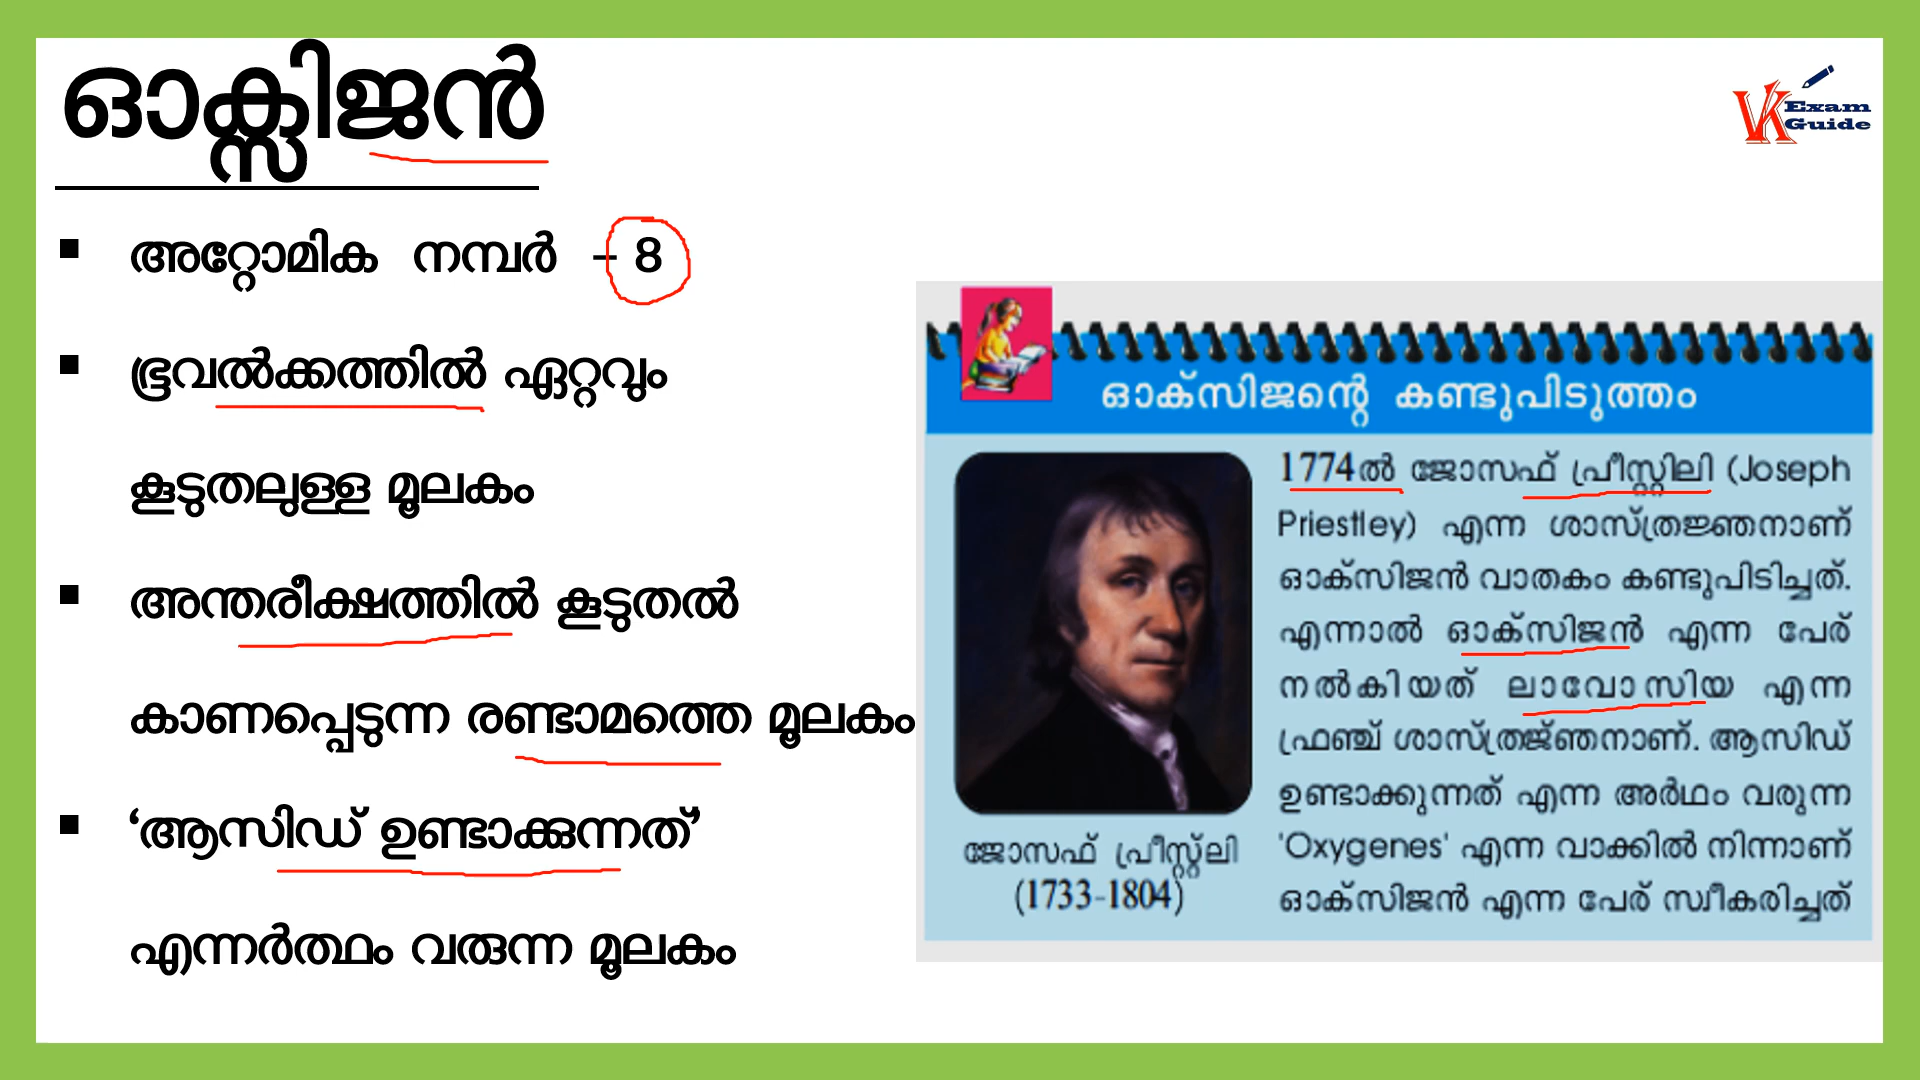 ഓക്സിജൻ
VK Exam Guide
▪ അറ്റോമിക നമ്പർ - 8
▪ ഭൂവൽക്കത്തിൽ ഏറ്റവും
കൂടുതലുള്ള മൂലകം
▪ അന്തരീക്ഷത്തിൽ കൂടുതൽ
കാണപ്പെടുന്ന രണ്ടാമത്തെ മൂലകം
▪ ‘ആസിഡ് ഉണ്ടാക്കുന്നത്’
എന്നർത്ഥം വരുന്ന മൂലകം
ഓക്സിജന്റെ കണ്ടുപിടുത്തം
1774ൽ ജോസഫ് പ്രീസ്റ്റിലി (Joseph
Priestley) എന്ന ശാസ്ത്രജ്ഞനാണ്
ഓക്സിജൻ വാതകം കണ്ടുപിടിച്ചത്.
എന്നാൽ ഓക്സിജൻ എന്ന പേര്
നൽകിയത് ലാവോസിയ എന്ന
ഫ്രഞ്ച് ശാസ്ത്രജ്ഞനാണ്. ആസിഡ്
ഉണ്ടാക്കുന്നത് എന്ന അർഥം വരുന്ന
'Oxygenes' എന്ന വാക്കിൽ നിന്നാണ്
ഓക്സിജൻ എന്ന പേര് സ്വീകരിച്ചത്
ജോസഫ് പ്രീസ്റ്റ്ലി
(1733-1804)